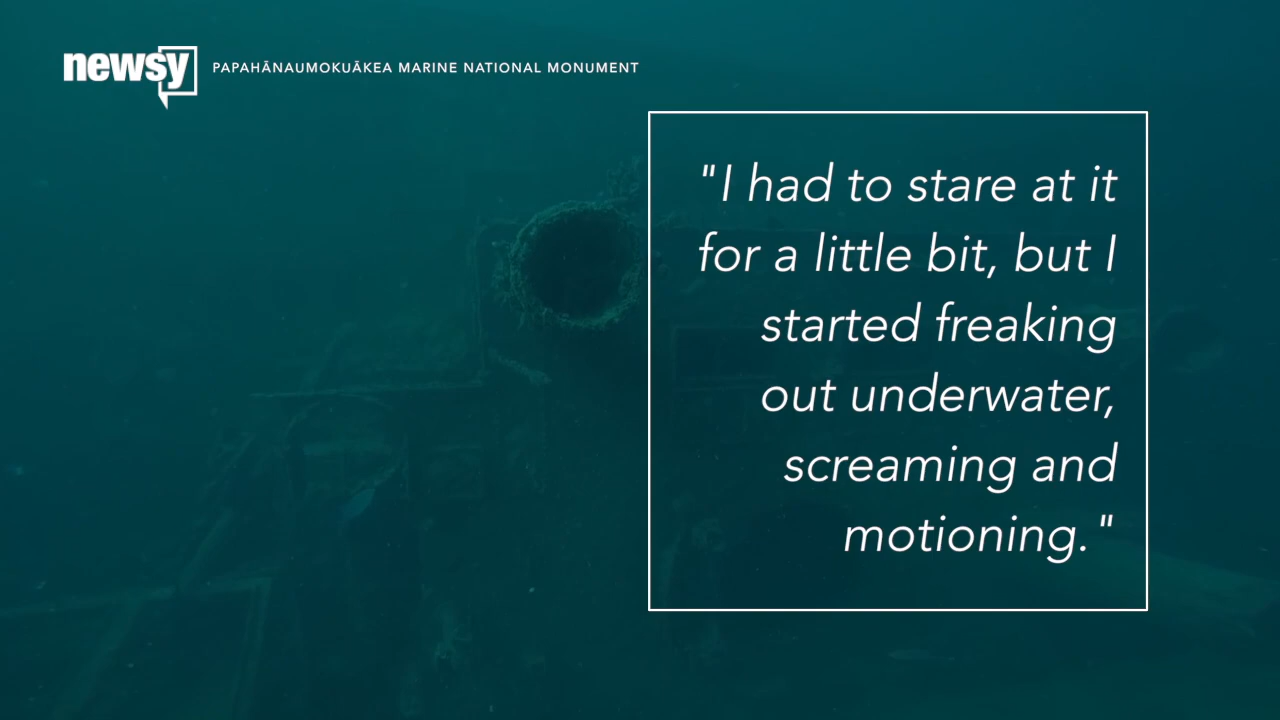 newsy
PAPAHĀNAUMOKUĀKEA MARINE NATIONAL MONUMENT
"I had to stare at it
for a little bit, but I
started freaking
out underwater,
screaming and
motioning."